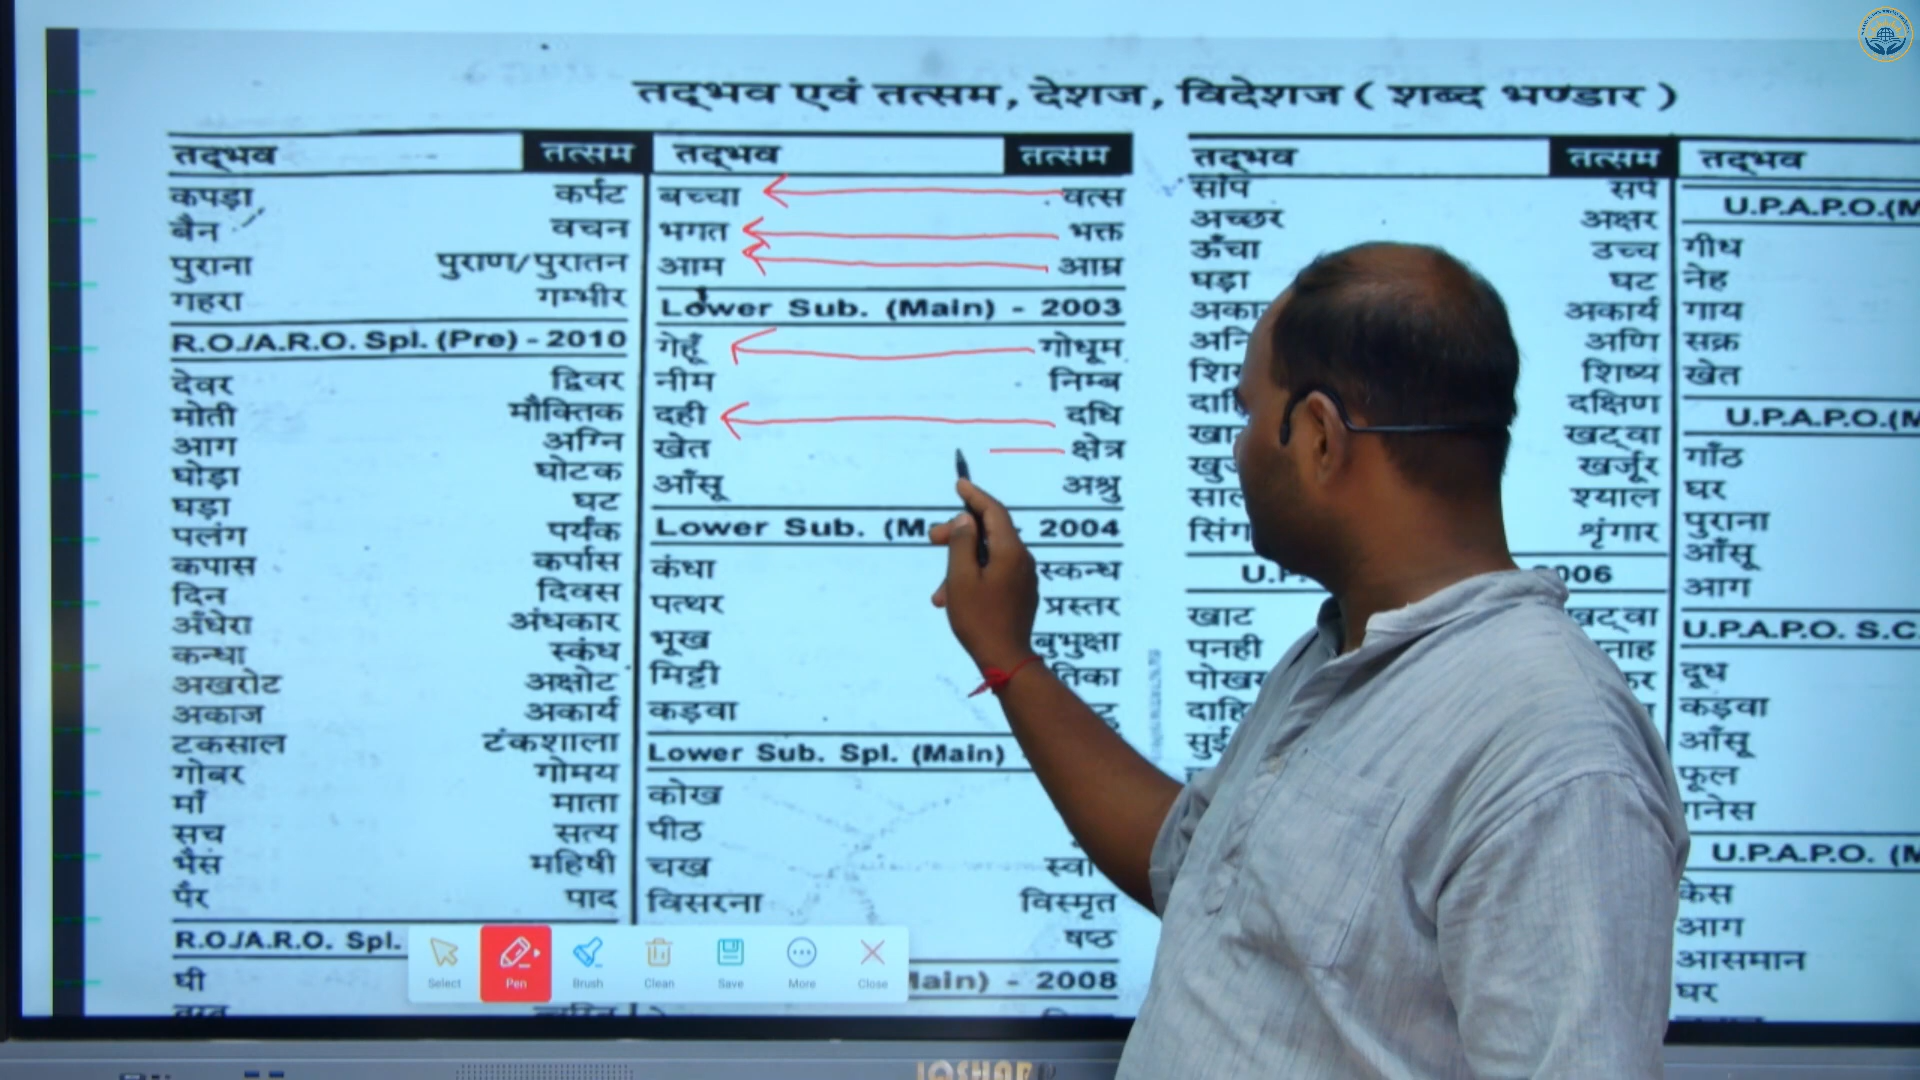 तद्भव एवं तत्सम, देशज, विदेशज ( शब्द भण्डार )
तद्भव तत्सम
कपड़ा कर्पट
बैन वचन
पुराना पुराण/पुरातन
गहरा गम्भीर
R.O./A.R.O. Spl. (Pre) - 2010
देवर द्विवर
मोती मौक्तिक
आग अग्नि
घोड़ा घोटक
घड़ा घट
पलंग पर्यंक
कपास कर्पास
दिन दिवस
अँधेरा अंधकार
कन्धा स्कंध
अखरोट अक्षोट
अकाज अकार्य
टकसाल टंकशाला
गोबर गोमय
माँ माता
सच सत्य
भैंस महिषी
पैर पाद
R.O./A.R.O. Spl.
घी
तद्भव तत्सम
बच्चा वत्स
भगत भक्त
आम आम्र
Lower Sub. (Main) - 2003
गेहूँ गोधूम
नीम निम्ब
दही दधि
खेत क्षेत्र
आँसू अश्रु
Lower Sub. 2004
कंधा स्कन्ध
पत्थर प्रस्तर
भूख बुभुक्षा
मिट्टी
कड़वा
Lower Sub. Spl. (Main)
कोख
पीठ
चख
विसरना विस्मृत
षष्ठ
2008
तद्भव तत्सम
साँप सर्प
अच्छर अक्षर
ऊँचा उच्च
घड़ा घट
अकार्य
अणि
शिष्य
दक्षिण
खट्वा
खर्जूर
श्याल
शृंगार
खाट खट्वा
पनही
तद्भव
U.P.A.P.O.
गीध
नेह
गाय
सक्र
खेत
U.P.A.P.O.
गाँठ
घर
पुराना
आँसू
आग
U.P.A.P.O. S.C.
दूध
कड़वा
आँसू
फूल
गनेस
U.P.A.P.O.
केस
आग
आसमान
घर
Select Pen Brush Clean Save More Close